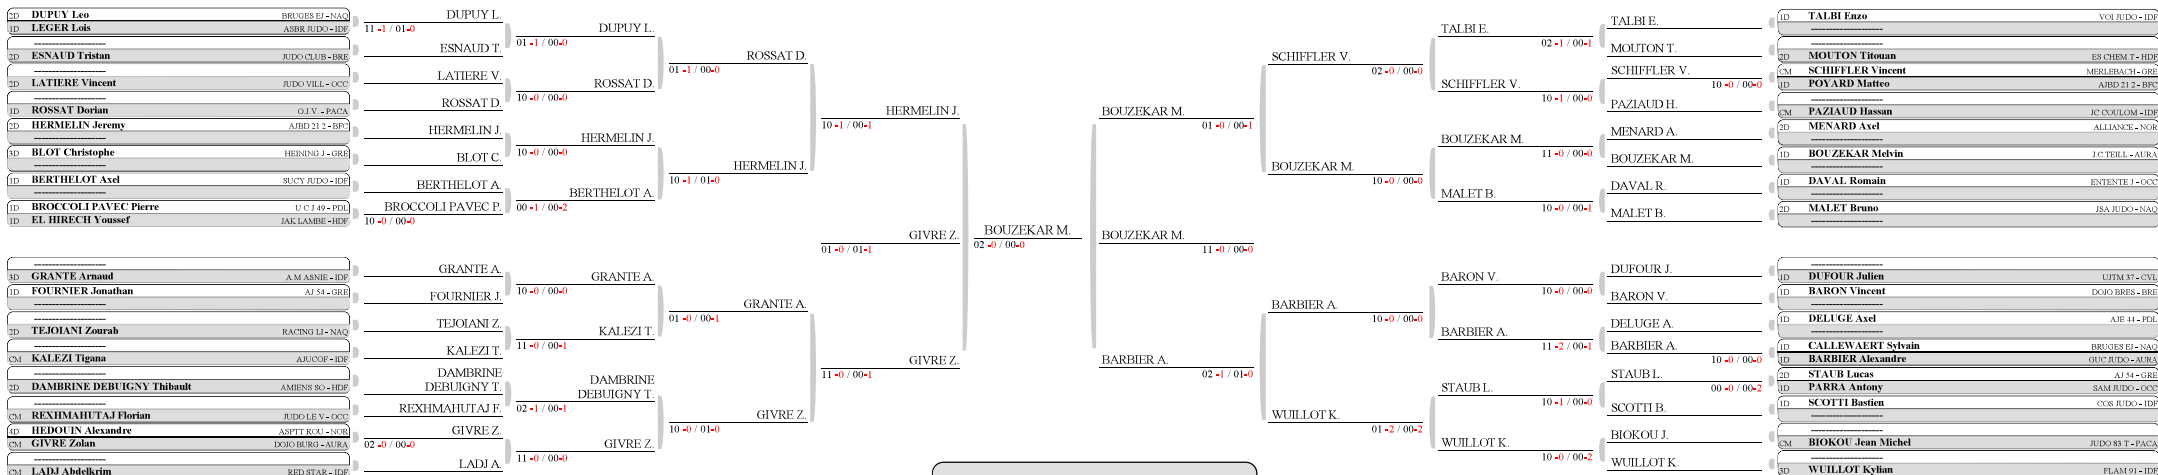 2D DUPUY Leo BRUGES EJ - NAQ
1D LEGER Lois ASBR JUDO - IDF
--------------------
2D ESNAUD Tristan JUDO CLUB - BRE
--------------------
2D LATIERE Vincent JUDO VILL - OCC
--------------------
1D ROSSAT Dorian O.J.V. - PACA
2D HERMELIN Jeremy AJBD 21 2 - BFC
--------------------
3D BLOT Christophe HEINING J - GRE
--------------------
1D BERTHELOT Axel SUCY JUDO - IDF
--------------------
1D BROCCOLI PAVEC Pierre U C J 49 - PDL
1D EL HIRECH Youssef JAK LAMBE - HDF
--------------------
3D GRANTE Arnaud A.M ASNIE - IDF
1D FOURNIER Jonathan AJ 54 - GRE
--------------------
--------------------
2D TEJOIANI Zourab RACING LI - NAQ
--------------------
CM KALEZI Tigana AJUCOF - IDF
--------------------
2D DAMBRINE DEBUIGNY Thibault AMIENS SO - HDF
--------------------
CM REXHMAHUTAJ Florian JUDO LE V - OCC
4D HEDOUIN Alexandre ASPTT ROU - NOR
CM GIVRE Zolan DOJO BURG - AURA
--------------------
CM LADJ Abdelkrim RED STAR - IDF
DUPUY L.
11 -1 / 01-0
ESNAUD T.
LATIERE V.
ROSSAT D.
HERMELIN J.
BLOT C.
BERTHELOT A.
BROCCOLI PAVEC P.
10 -0 / 00-0
GRANTE A.
FOURNIER J.
TEJOIANI Z.
KALEZI T.
DAMBRINE
DEBUIGNY T.
REXHMAHUTAJ F.
GIVRE Z.
02 -0 / 00-0
LADJ A.
DUPUY L.
01 -1 / 00-0
ROSSAT D.
10 -0 / 00-0
HERMELIN J.
10 -0 / 00-0
BERTHELOT A.
00 -1 / 00-2
GRANTE A.
10 -0 / 00-0
KALEZI T.
11 -0 / 00-1
DAMBRINE
DEBUIGNY T.
02 -1 / 00-1
GIVRE Z.
11 -0 / 00-0
ROSSAT D.
01 -1 / 00-0
HERMELIN J.
10 -1 / 01-0
GRANTE A.
01 -0 / 00-1
GIVRE Z.
10 -0 / 01-0
HERMELIN J.
10 -1 / 00-1
GIVRE Z.
01 -0 / 01-1
GIVRE Z.
11 -0 / 00-1
BOUZEKAR M.
02 -0 / 00-0
BOUZEKAR M.
01 -0 / 00-1
BOUZEKAR M.
11 -0 / 00-0
BARBIER A.
02 -1 / 01-0
SCHIFFLER V.
02 -0 / 00-0
BOUZEKAR M.
10 -0 / 00-0
BARBIER A.
10 -0 / 00-0
WUILLOT K.
01 -2 / 00-2
TALBI E.
02 -1 / 00-1
SCHIFFLER V.
10 -1 / 00-0
BOUZEKAR M.
11 -0 / 00-0
MALET B.
10 -0 / 00-1
BARON V.
10 -0 / 00-0
BARBIER A.
11 -2 / 00-1
STAUB L.
10 -1 / 00-0
WUILLOT K.
10 -0 / 00-2
TALBI E.
MOUTON T.
SCHIFFLER V.
10 -0 / 00-0
PAZIAUD H.
MENARD A.
BOUZEKAR M.
DAVAL R.
MALET B.
DUFOUR J.
BARON V.
DELUGE A.
BARBIER A.
10 -0 / 00-0
STAUB L.
00 -0 / 00-2
SCOTTI B.
BIOKOU J.
WUILLOT K.
1D TALBI Enzo VOI JUDO - IDF
--------------------
--------------------
2D MOUTON Titouan ES CHEM T - HDF
CM SCHIFFLER Vincent MERLEBACH - GRE
1D POYARD Matteo AJBD 21 2 - BFC
--------------------
CM PAZIAUD Hassan JC COULOM - IDF
2D MENARD Axel ALLIANCE - NOR
--------------------
1D BOUZEKAR Melvin J.C TEILL - AURA
--------------------
1D DAVAL Romain ENTENTE J - OCC
--------------------
2D MALET Bruno JSA JUDO - NAQ
--------------------
--------------------
1D DUFOUR Julien UJTM 37 - CVL
1D BARON Vincent DOJO BRES - BRE
--------------------
1D DELUGE Axel AJE 44 - PDL
--------------------
1D CALLEWAERT Sylvain BRUGES EJ - NAQ
1D BARBIER Alexandre GUC JUDO - AURA
2D STAUB Lucas AJ 54 - GRE
1D PARRA Antony SAM JUDO - OCC
1D SCOTTI Bastien COS JUDO - IDF
--------------------
--------------------
CM BIOKOU Jean Michel JUDO 83 T - PACA
--------------------
3D WUILLOT Kylian FLAM 91 - IDF